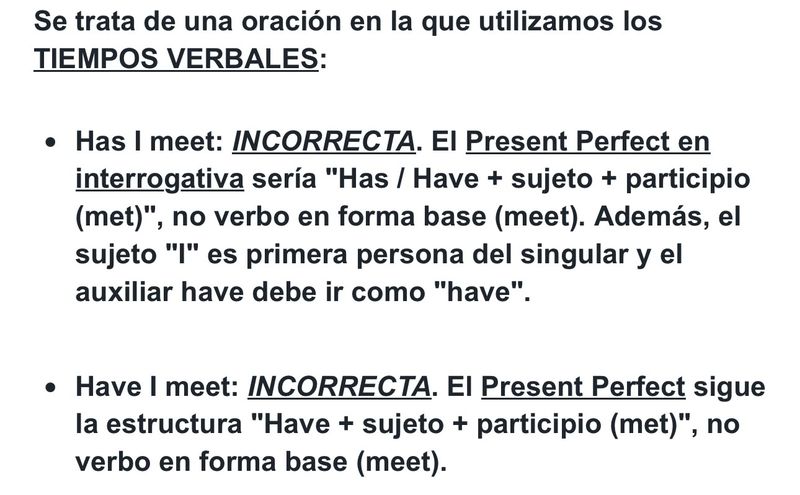 Se trata de una oración en la que utilizamos los
TIEMPOS VERBALES:
• Has I meet: INCORRECTA. El Present Perfect en
interrogativa sería "Has / Have + sujeto + participio
(met)", no verbo en forma base (meet). Además, el
sujeto "I" es primera persona del singular y el
auxiliar have debe ir como "have".
• Have I meet: INCORRECTA. El Present Perfect sigue
la estructura "Have + sujeto + participio (met)", no
verbo en forma base (meet).